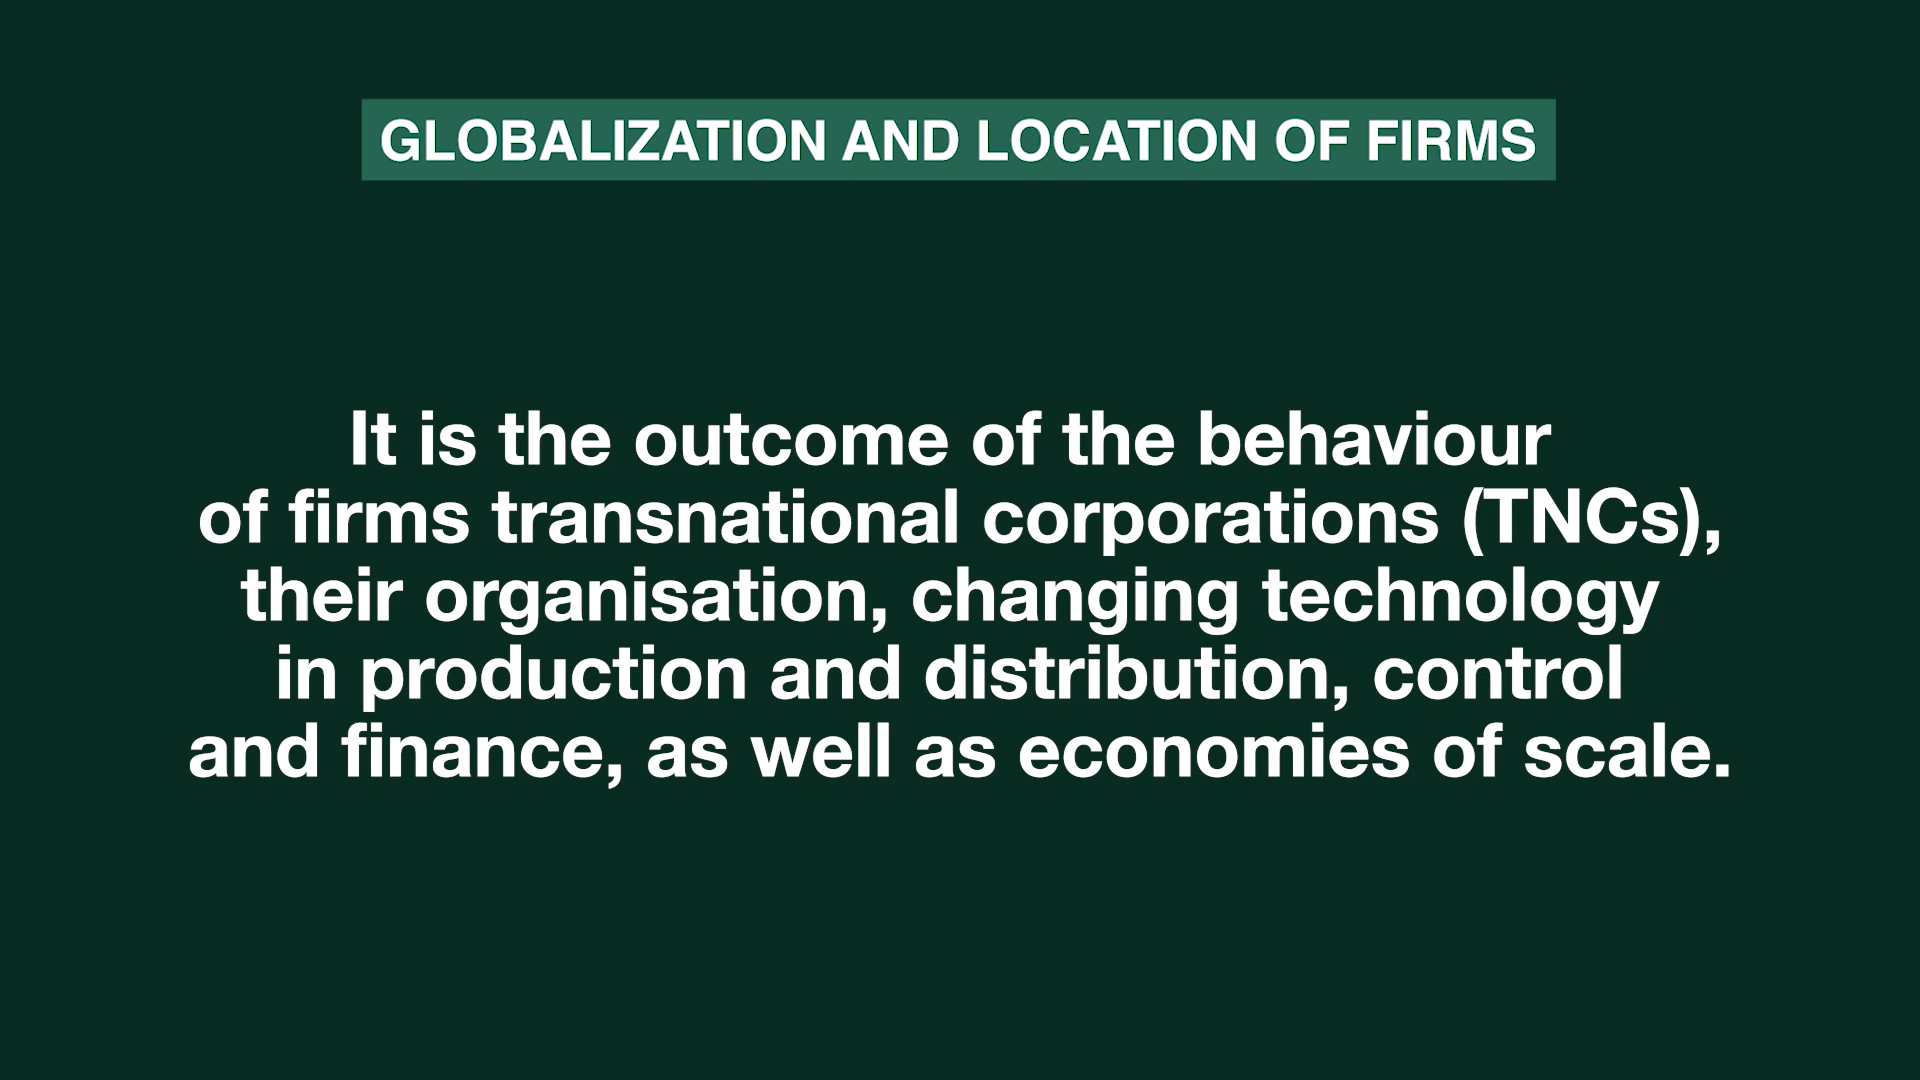 GLOBALIZATION AND LOCATION OF FIRMS
It is the outcome of the behaviour
of firms transnational corporations (TNCs),
their organisation, changing technology
in production and distribution, control
and finance, as well as economies of scale.